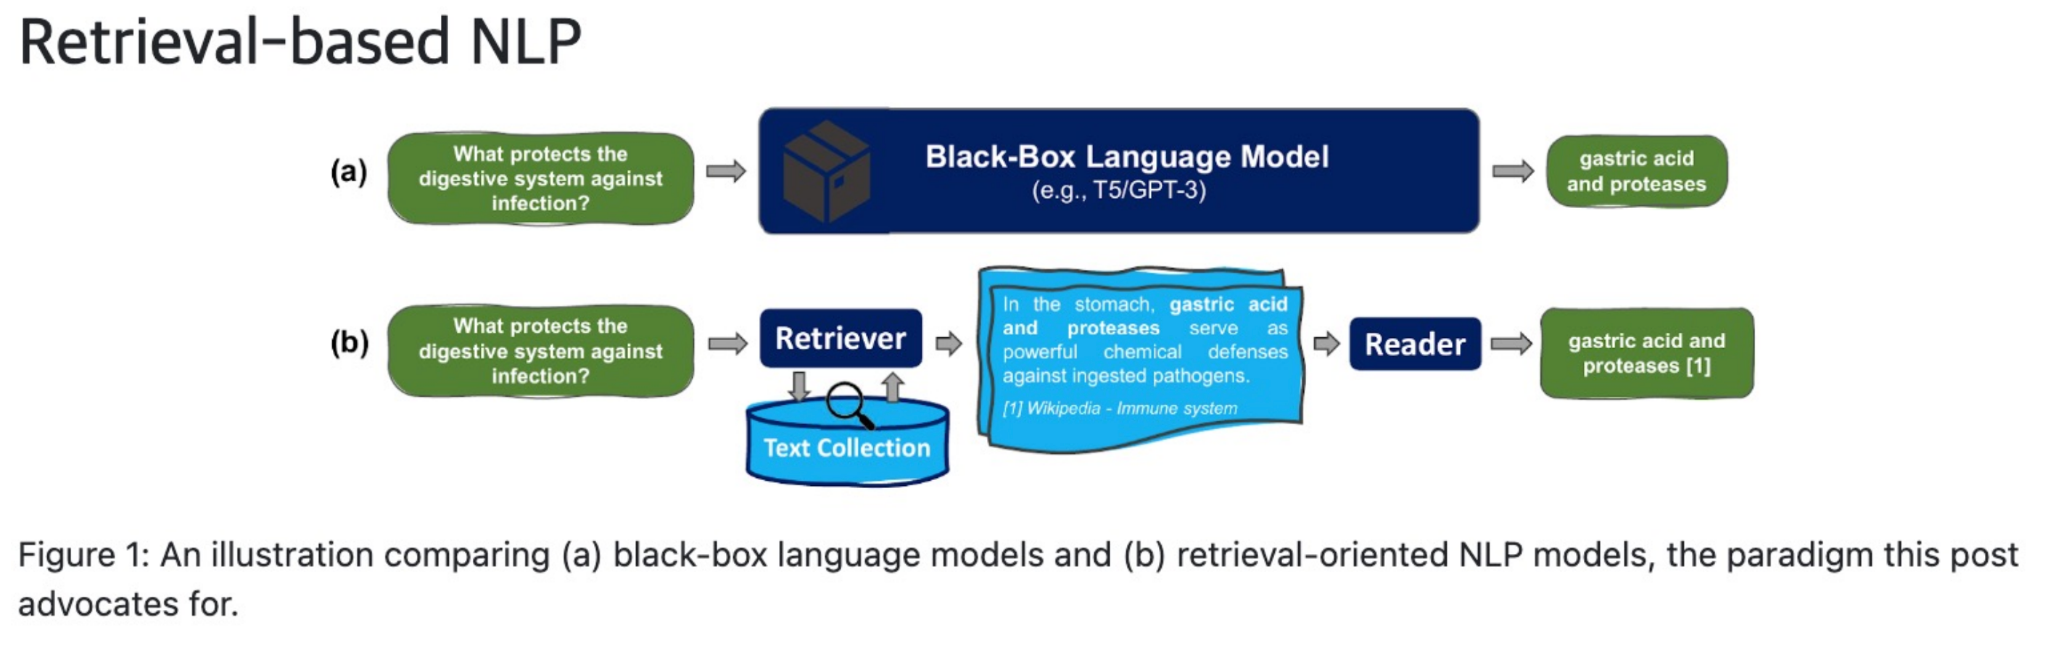 Retrieval-based NLP
(a)
What protects the
digestive system against
infection?
Black-Box Language Model
(e.g., T5/GPT-3)
gastric acid
and proteases
(b)
What protects the
digestive system against
infection?
Retriever
Text Collection
In the stomach, gastric acid
and proteases serve as
powerful chemical defenses
against ingested pathogens.
[1] Wikipedia - Immune system
Reader
gastric acid and
proteases [1]
Figure 1: An illustration comparing (a) black-box language models and (b) retrieval-oriented NLP models, the paradigm this post
advocates for.